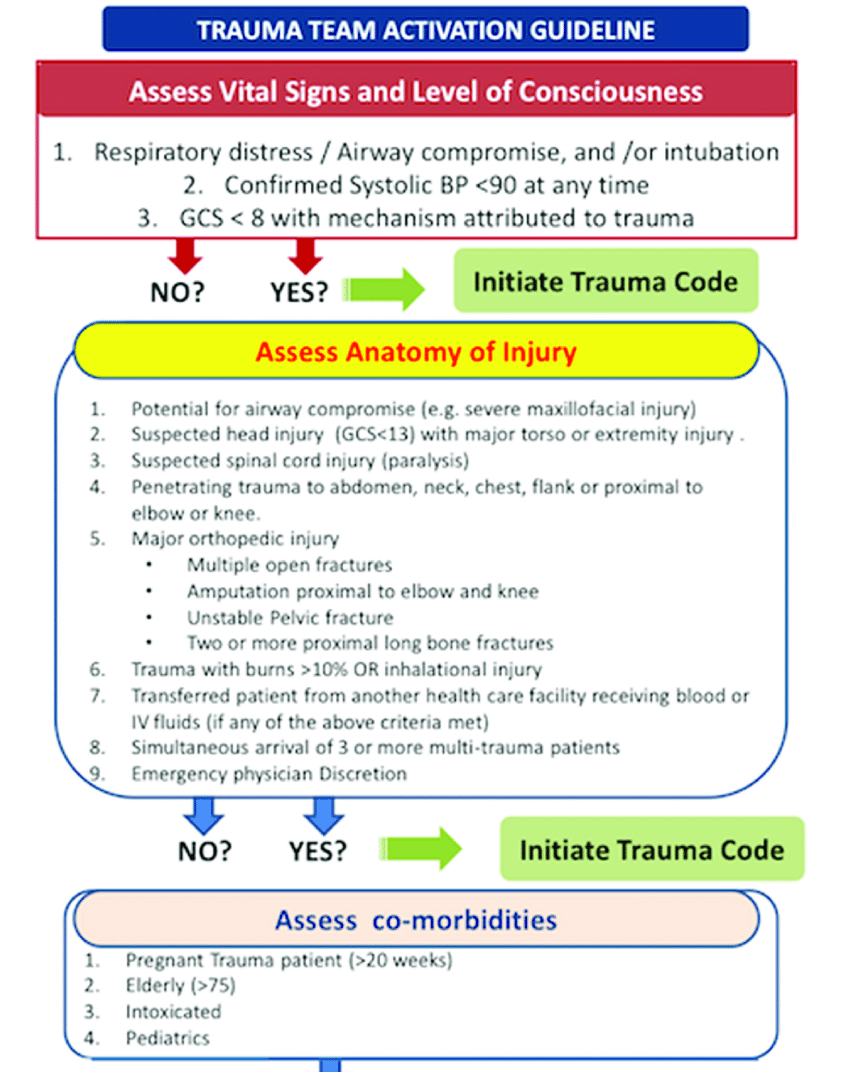 TRAUMA TEAM ACTIVATION GUIDELINE
Assess Vital Signs and Level of Consciousness
1. Respiratory distress / Airway compromise, and /or intubation
2. Confirmed Systolic BP <90 at any time
3. GCS < 8 with mechanism attributed to trauma
NO? YES? Initiate Trauma Code
Assess Anatomy of Injury
1. Potential for airway compromise (e.g. severe maxillofacial injury)
2. Suspected head injury (GCS<13) with major torso or extremity injury .
3. Suspected spinal cord injury (paralysis)
4. Penetrating trauma to abdomen, neck, chest, flank or proximal to
elbow or knee.
5. Major orthopedic injury
• Multiple open fractures
• Amputation proximal to elbow and knee
• Unstable Pelvic fracture
• Two or more proximal long bone fractures
6. Trauma with burns >10% OR inhalational injury
7. Transferred patient from another health care facility receiving blood or
IV fluids (if any of the above criteria met)
8. Simultaneous arrival of 3 or more multi-trauma patients
9. Emergency physician Discretion
NO? YES? Initiate Trauma Code
Assess co-morbidities
1. Pregnant Trauma patient (>20 weeks)
2. Elderly (>75)
3. Intoxicated
4. Pediatrics